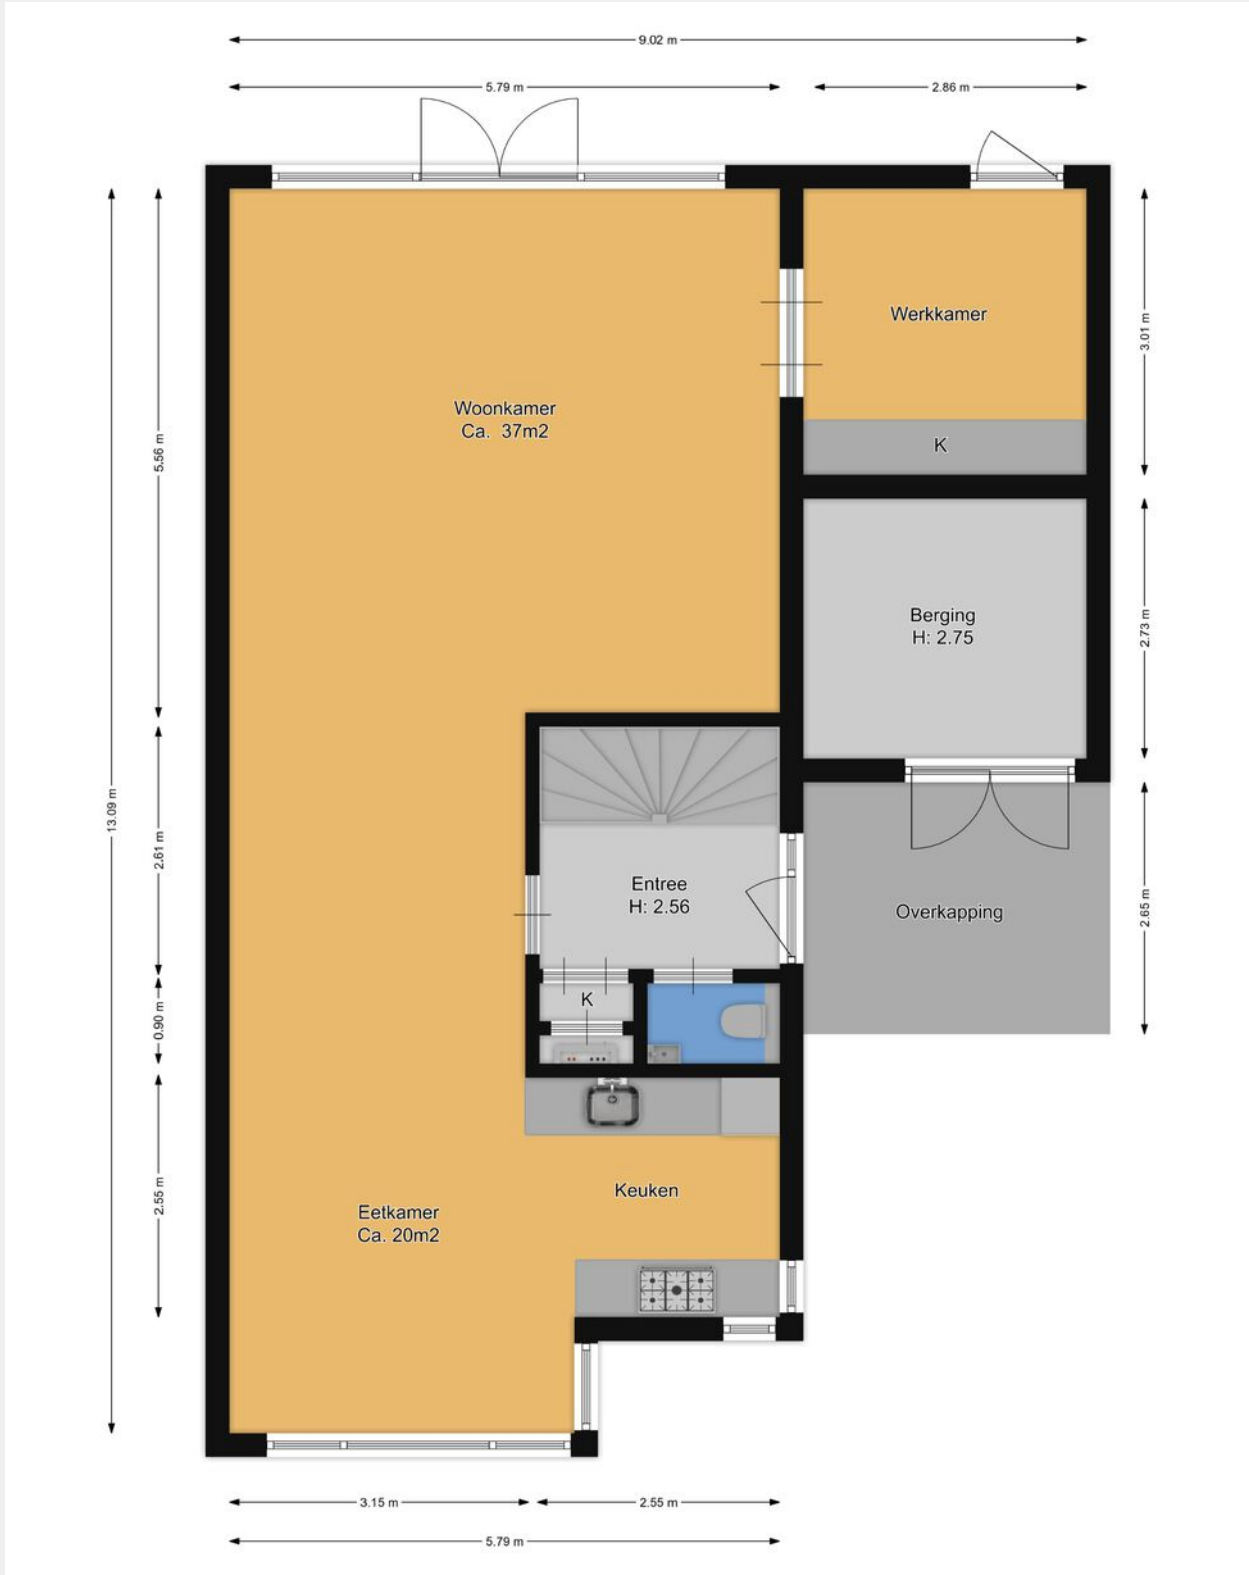 9.02 m
5.79 m
2.86 m
Werkkamer
3.01 m
Woonkamer
Ca. 37m2
5.56 m
K
Berging
H: 2.75
2.73 m
13.09 m
2.61 m
Entree
H: 2.56
Overkapping
2.65 m
K
0.90 m
Keuken
2.55 m
Eetkamer
Ca. 20m2
3.15 m
2.55 m
5.79 m